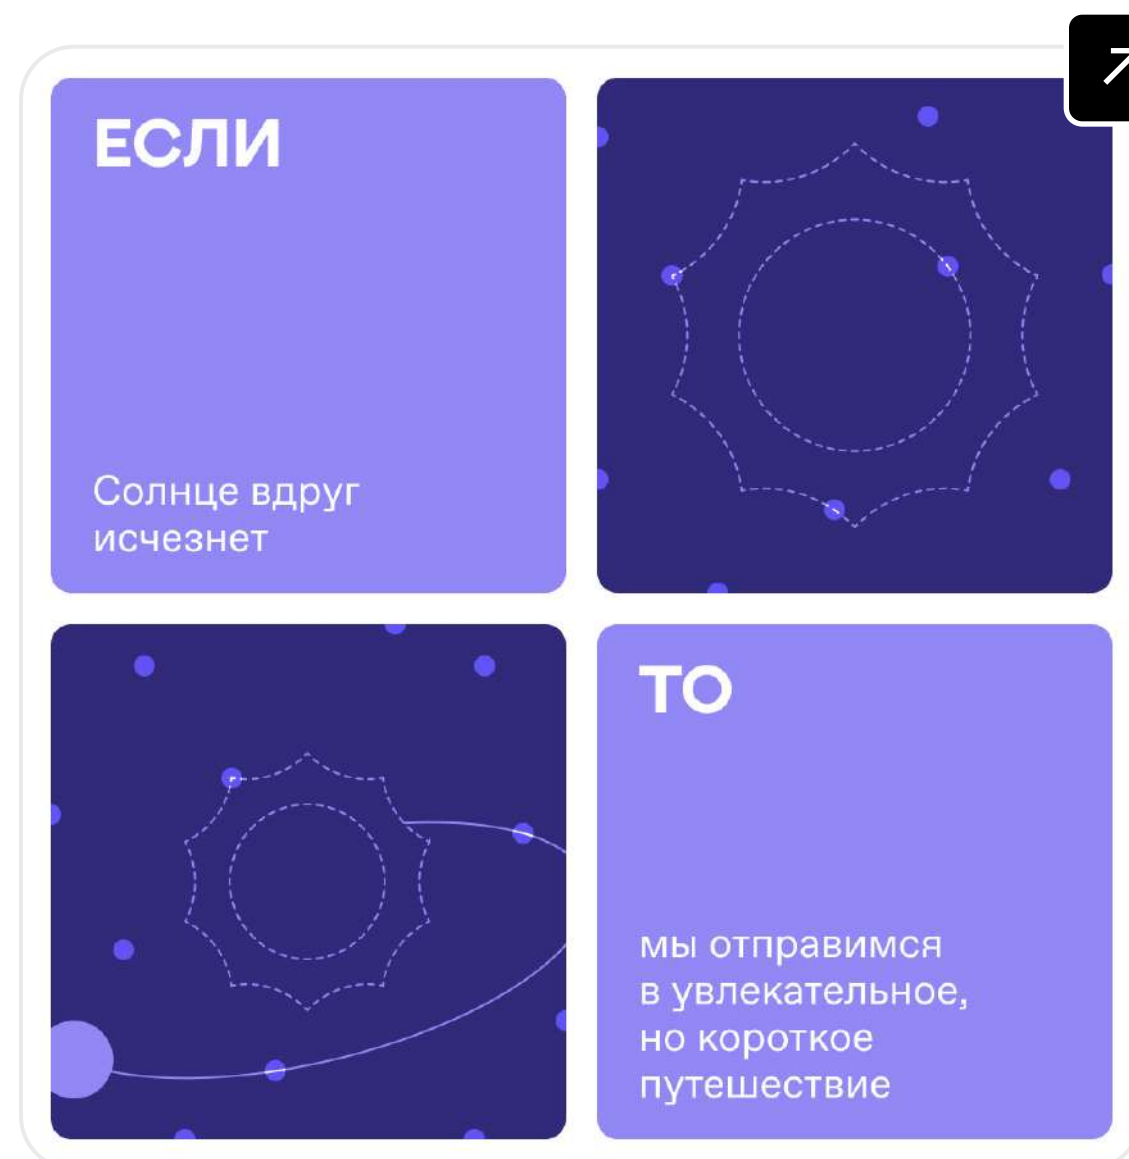 ЕСЛИ
Солнце вдруг
исчезнет
ТО
мы отправимся
в увлекательное,
но короткое
путешествие